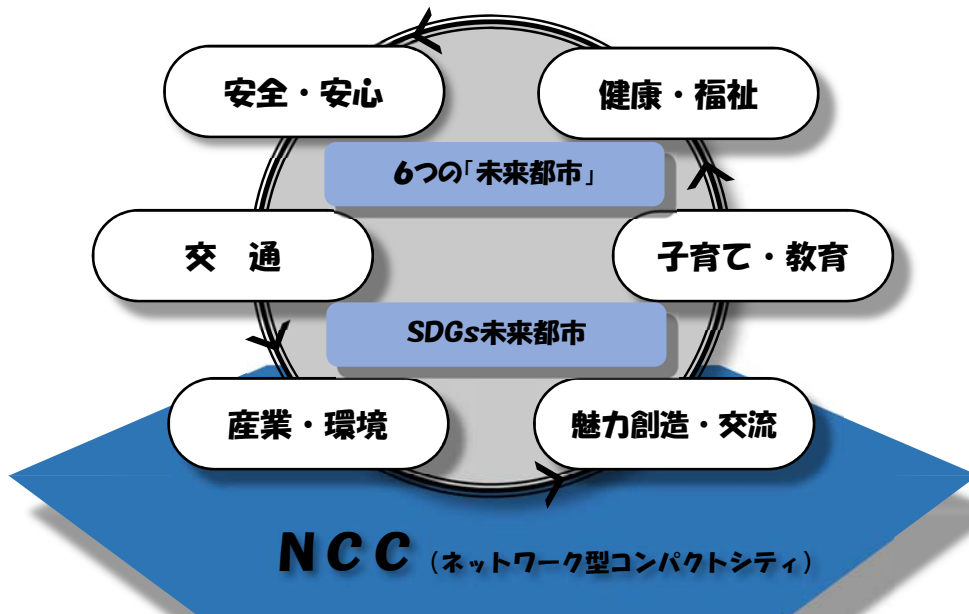 安全・安心
健康・福祉
6つの「未来都市」
交　通
子育て・教育
SDGs未来都市
産業・環境
魅力創造・交流
NCC（ネットワーク型コンパクトシティ）